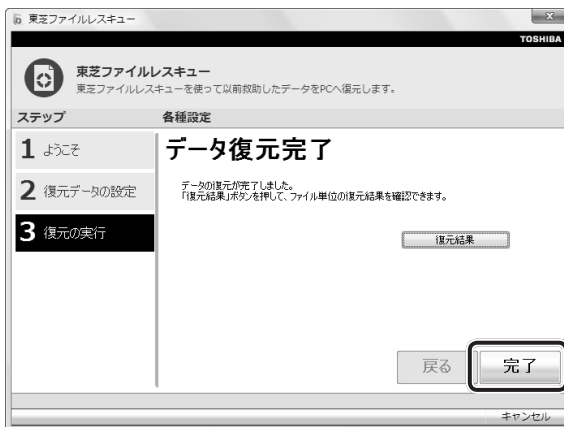 東芝ファイルレスキュー
TOSHIBA
東芝ファイルレスキュー
東芝ファイルレスキューを使って以前救助したデータをPCへ復元します。
ステップ
各種設定
1 ようこそ
2 復元データの設定
3 復元の実行
データ復元完了
データの復元が完了しました。
「復元結果」ボタンを押して、ファイル単位の復元結果を確認できます。
復元結果
戻る
完了
キャンセル